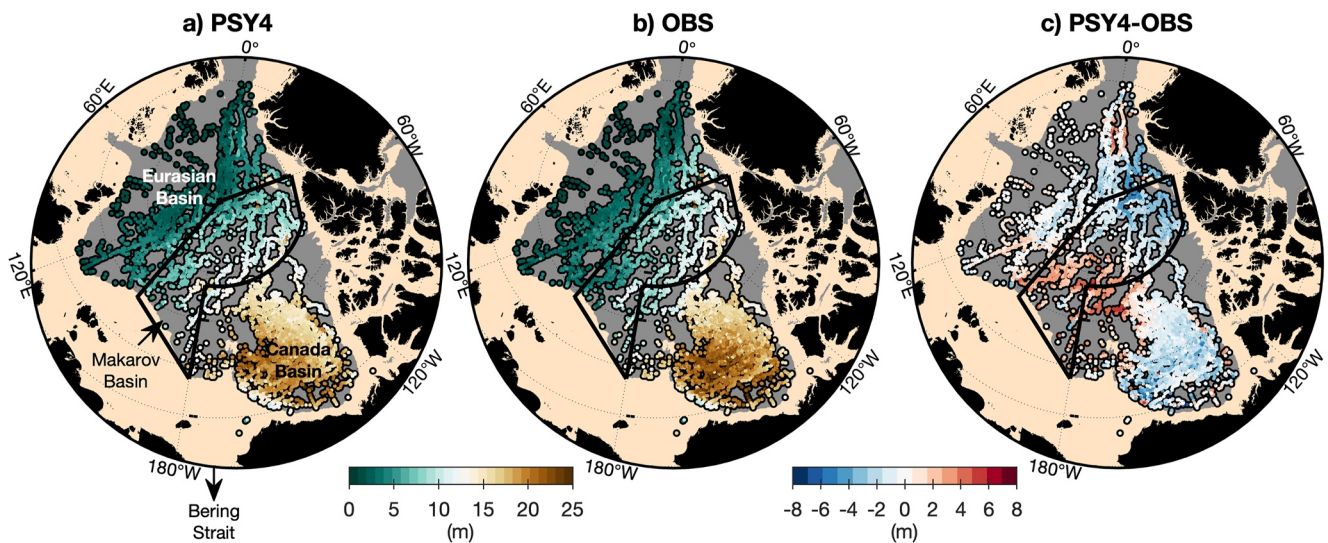 a) PSY4
b) OBS
c) PSY4-OBS
0°
0°
0°
60°E
60°W
60°E
60°W
60°E
60°W
Eurasian
Basin
120°E
120°E
120°E
Makarov
Basin
Canada
Basin
120°W
120°W
120°W
180°W
180°W
180°W
Bering
Strait
0 5 10 15 20 25
(m)
-8 -6 -4 -2 0 2 4 6 8
(m)